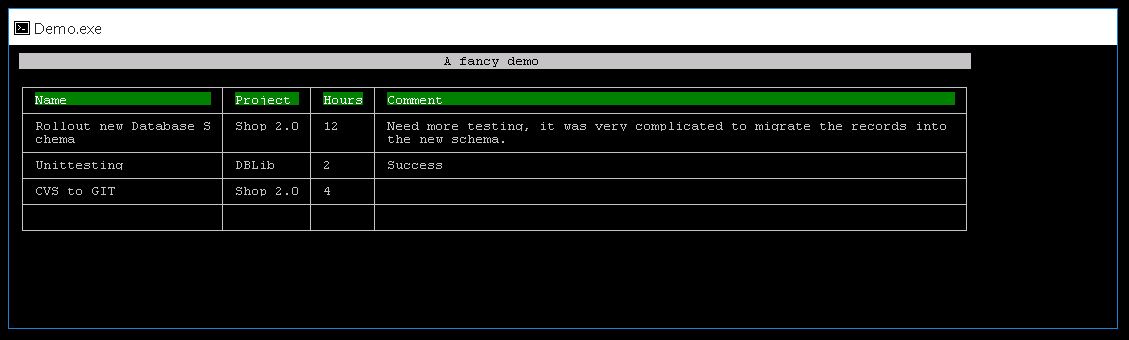 Demo.exe
A fancy demo
Name Project Hours Comment
Rollout new Database S Shop 2.0 12 Need more testing, it was very complicated to migrate the records into
chema the new schema.
Unittesting DBLib 2 Success
CVS to GIT Shop 2.0 4